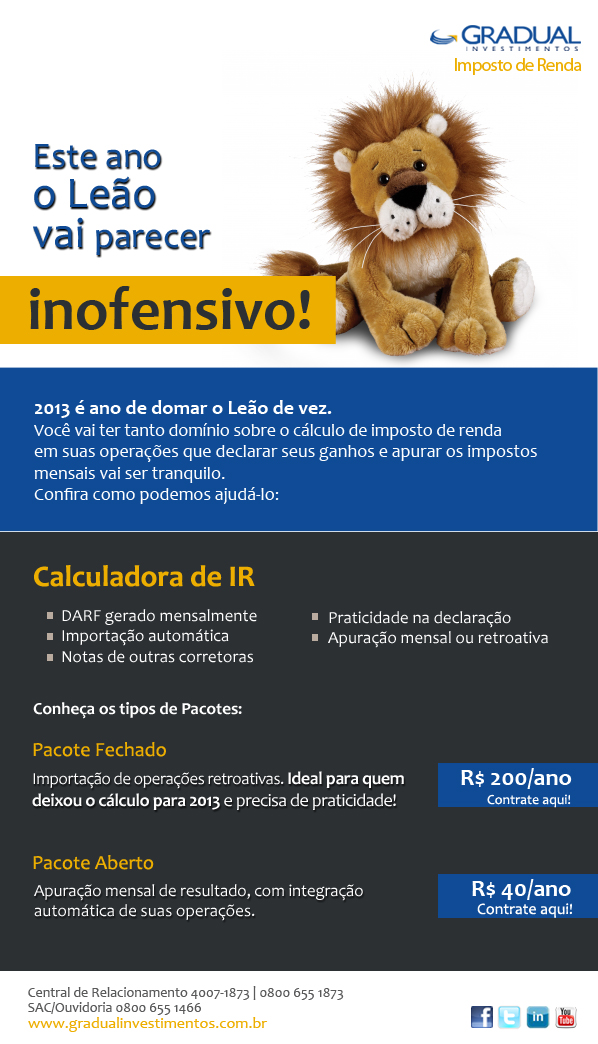 GRADUAL
INVESTIMENTOS
Imposto de Renda
Este ano
o Leão
vai parecer
inofensivo!
2013 é ano de domar o Leão de vez.
Você vai ter tanto domínio sobre o cálculo de imposto de renda
em suas operações que declarar seus ganhos e apurar os impostos
mensais vai ser tranquilo.
Confira como podemos ajudá-lo:
Calculadora de IR
DARF gerado mensalmente
Importação automática
Notas de outras corretoras
Praticidade na declaração
Apuração mensal ou retroativa
Conheça os tipos de Pacotes:
Pacote Fechado
Importação de operações retroativas. Ideal para quem
deixou o cálculo para 2013 e precisa de praticidade!
R$ 200/ano
Contrate aqui!
Pacote Aberto
Apuração mensal de resultado, com integração
automática de suas operações.
R$ 40/ano
Contrate aqui!
Central de Relacionamento 4007-1873 | 0800 655 1873
SAC/Ouvidoria 0800 655 1466
www.gradualinvestimentos.com.br
f t in You Tube